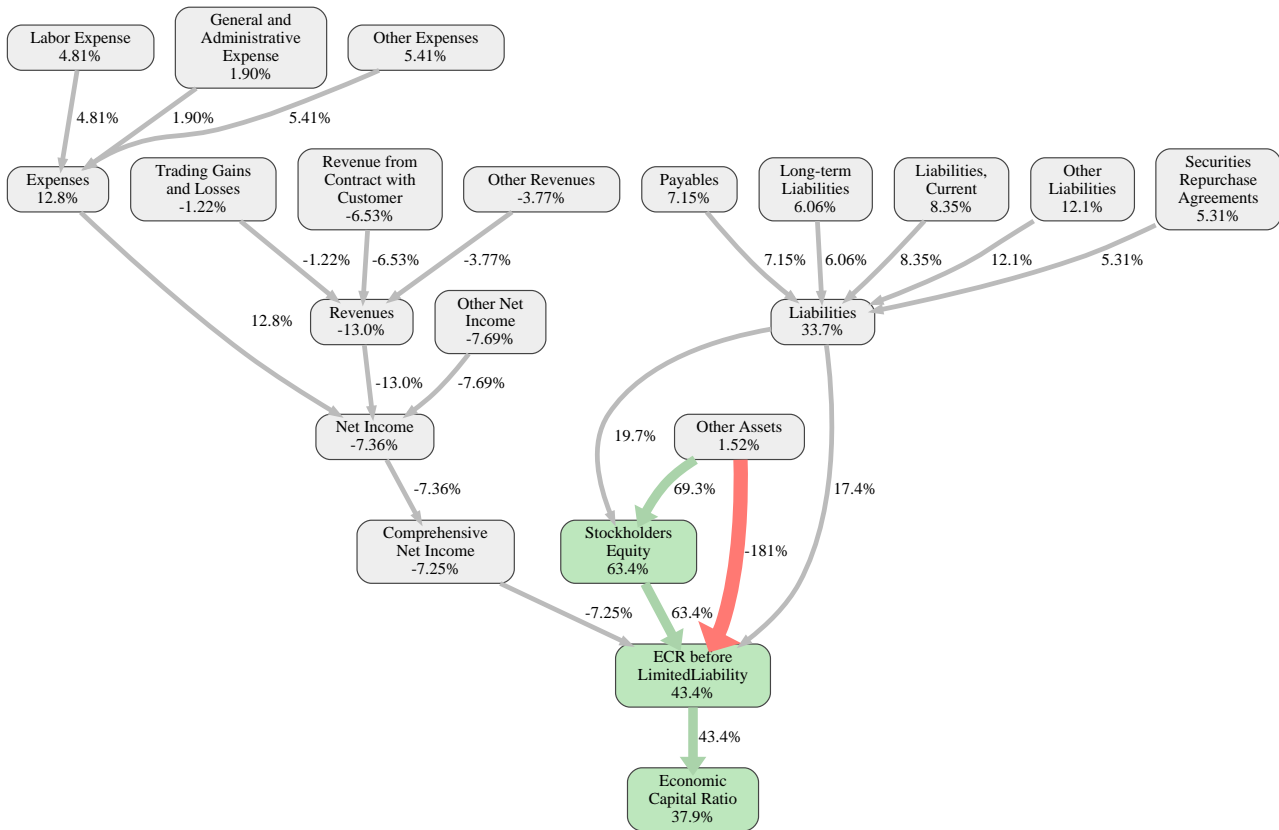 Labor Expense
4.81%
General and
Administrative
Expense
1.90%
Other Expenses
5.41%
4.81%
1.90%
5.41%
Expenses
12.8%
Trading Gains
and Losses
-1.22%
Revenue from
Contract with
Customer
-6.53%
Other Revenues
-3.77%
Payables
7.15%
Long-term
Liabilities
6.06%
Liabilities,
Current
8.35%
Other
Liabilities
12.1%
Securities
Repurchase
Agreements
5.31%
-1.22%
-6.53%
-3.77%
7.15%
6.06%
8.35%
12.1%
5.31%
12.8%
Revenues
-13.0%
Other Net
Income
-7.69%
Liabilities
33.7%
-13.0%
-7.69%
Net Income
-7.36%
19.7%
Other Assets
1.52%
17.4%
-7.36%
69.3%
-181%
Comprehensive
Net Income
-7.25%
Stockholders
Equity
63.4%
-7.25%
63.4%
ECR before
LimitedLiability
43.4%
43.4%
Economic
Capital Ratio
37.9%